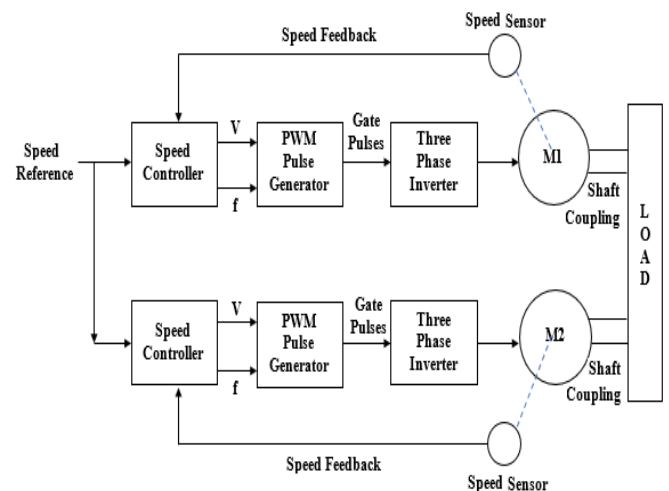 Speed Sensor
Speed Feedback
Speed
Reference
Speed
Controller
V
f
PWM
Pulse
Generator
Gate
Pulses
Three
Phase
Inverter
M1
Shaft
Coupling
L
O
A
D
Speed
Controller
V
f
PWM
Pulse
Generator
Gate
Pulses
Three
Phase
Inverter
M2
Shaft
Coupling
Speed Feedback
Speed Sensor